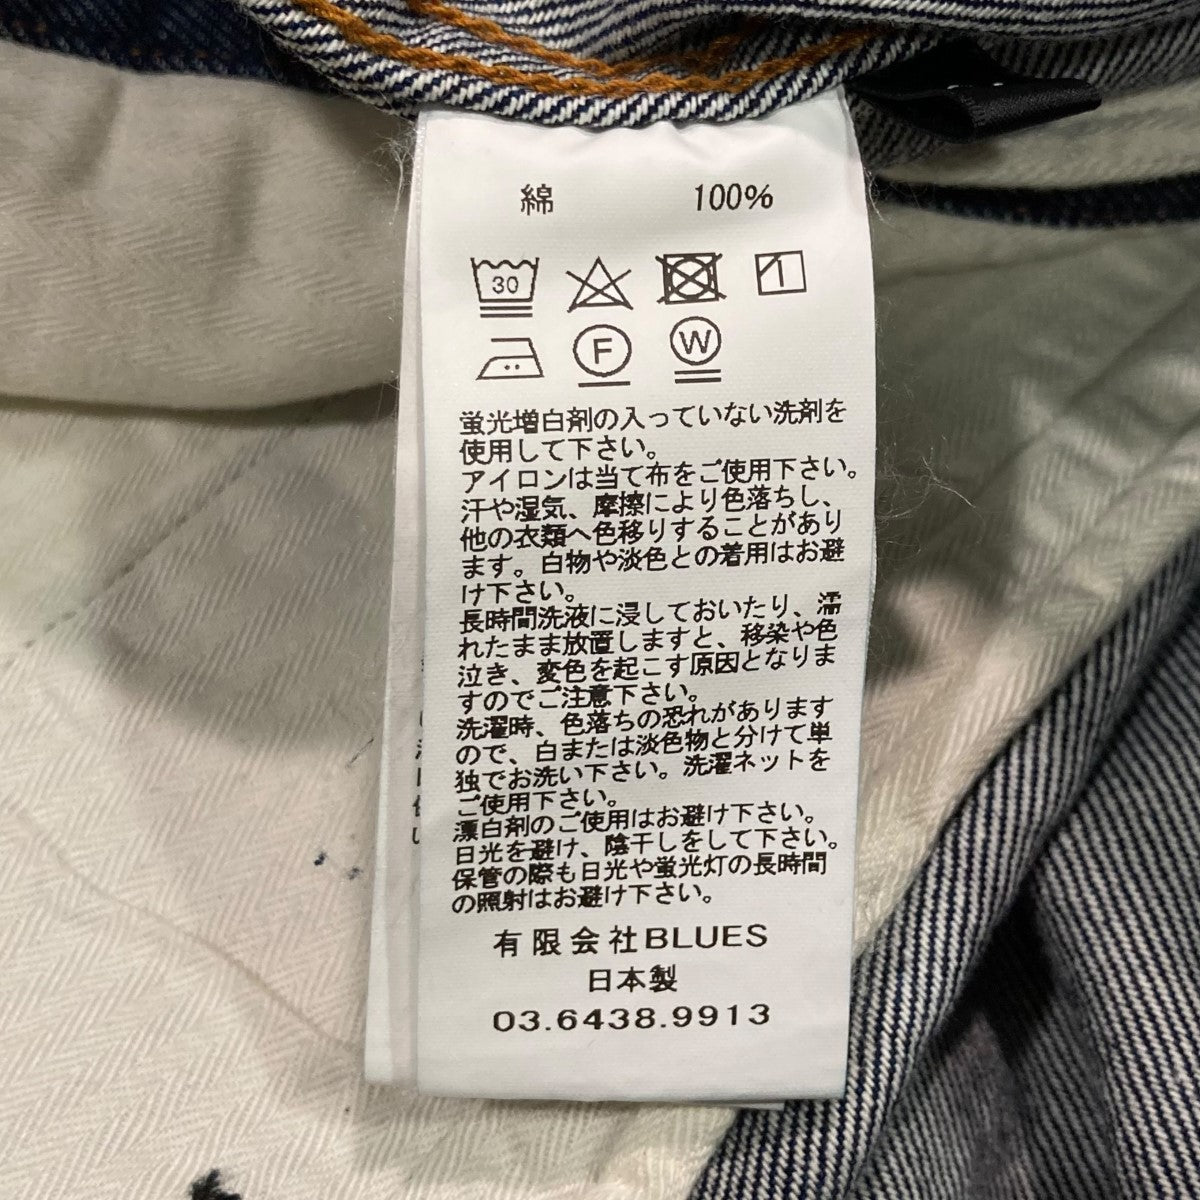 綿 100%
30
F W
蛍光増白剤の入っていない洗剤を
使用して下さい。
アイロンは当て布をご使用下さい。
汗や湿気、摩擦により色落ちし、
他の衣類へ色移りすることがあり
ます。白物や淡色との着用はお避
け下さい。
長時間洗液に浸しておいたり、濡
れたまま放置しますと、移染や色
泣き、変色を起こす原因となりま
すのでご注意下さい。
洗濯時、色落ちの恐れがあります
ので、白または淡色物と分けて単
独でお洗い下さい。洗濯ネットを
ご使用下さい。
漂白剤のご使用はお避け下さい。
日光を避け、陰干しをして下さい。
保管の際も日光や蛍光灯の長時間
の照射はお避け下さい。
有限会社BLUES
日本製
03.6438.9913